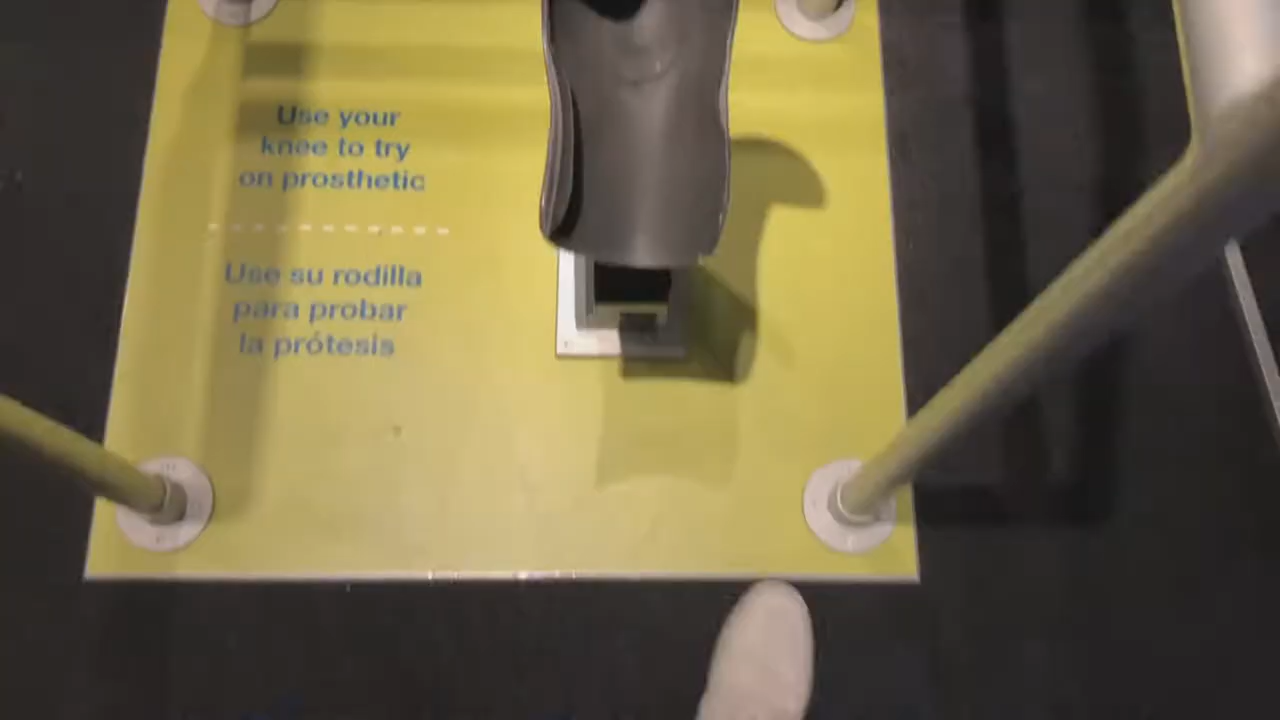 Use your
knee to try
on prosthetic
Use su rodilla
para probar
la prótesis